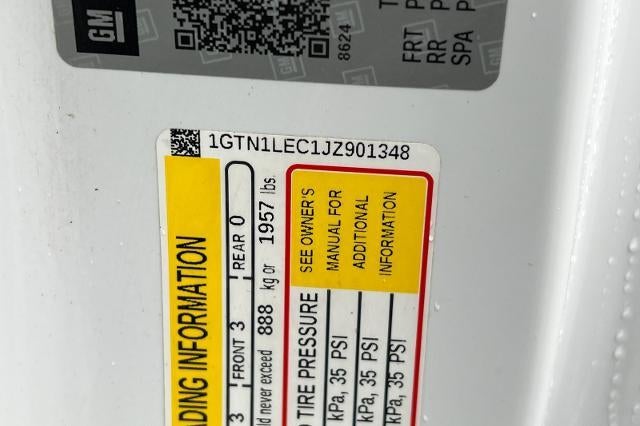 GM
8624
T
FRT P
RR P
SPA P
1GTN1LEC1JZ901348
ADING INFORMATION
3 FRONT 3 REAR 0
ld never exceed 888 kg or 1957 lbs.
TIRE PRESSURE
SEE OWNER'S
MANUAL FOR
ADDITIONAL
INFORMATION
kPa, 35 PSI
kPa, 35 PSI
kPa, 35 PSI